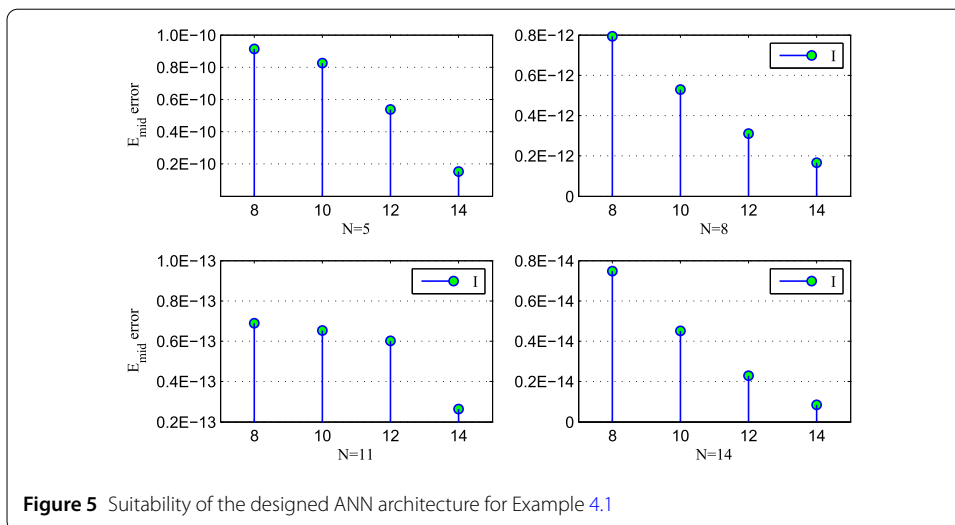 1.0E−10
0.8E−10
0.6E−10
0.4E−10
0.2E−10
E_mid error
8 10 12 14
N=5
0.8E−12
0.6E−12
0.4E−12
0.2E−12
0
I
8 10 12 14
N=8
1.0E−13
0.8E−13
0.6E−13
0.4E−13
0.2E−13
E_mid error
I
8 10 12 14
N=11
0.8E−14
0.6E−14
0.4E−14
0.2E−14
0
I
8 10 12 14
N=14
Figure 5 Suitability of the designed ANN architecture for Example 4.1